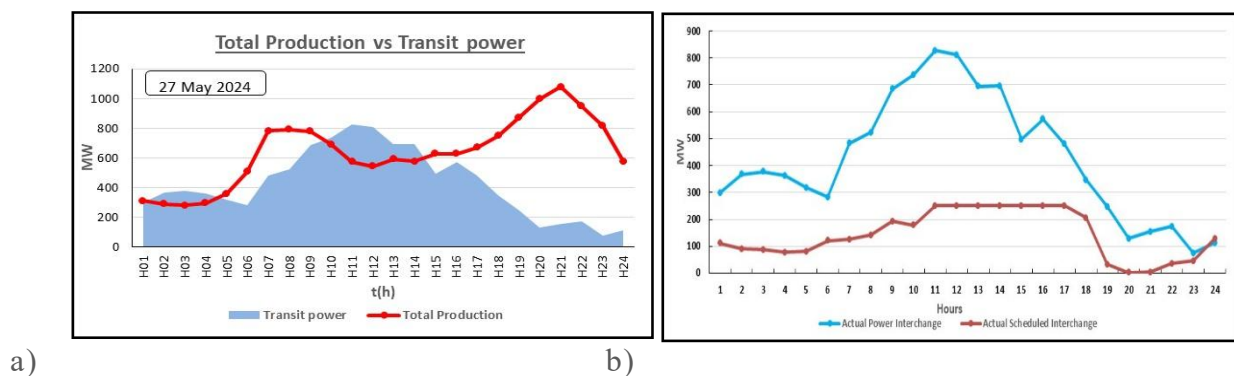 Total Production vs Transit power
27 May 2024
MW
1200
1000
800
600
400
200
0
H01 H02 H03 H04 H05 H06 H07 H08 H09 H10 H11 H12 H13 H14 H15 H16 H17 H18 H19 H20 H21 H22 H23 H24
t(h)
Transit power Total Production
a)
MW
900
800
700
600
500
400
300
200
100
0
1 2 3 4 5 6 7 8 9 10 11 12 13 14 15 16 17 18 19 20 21 22 23 24
Hours
Actual Power Interchange Actual Scheduled Interchange
b)